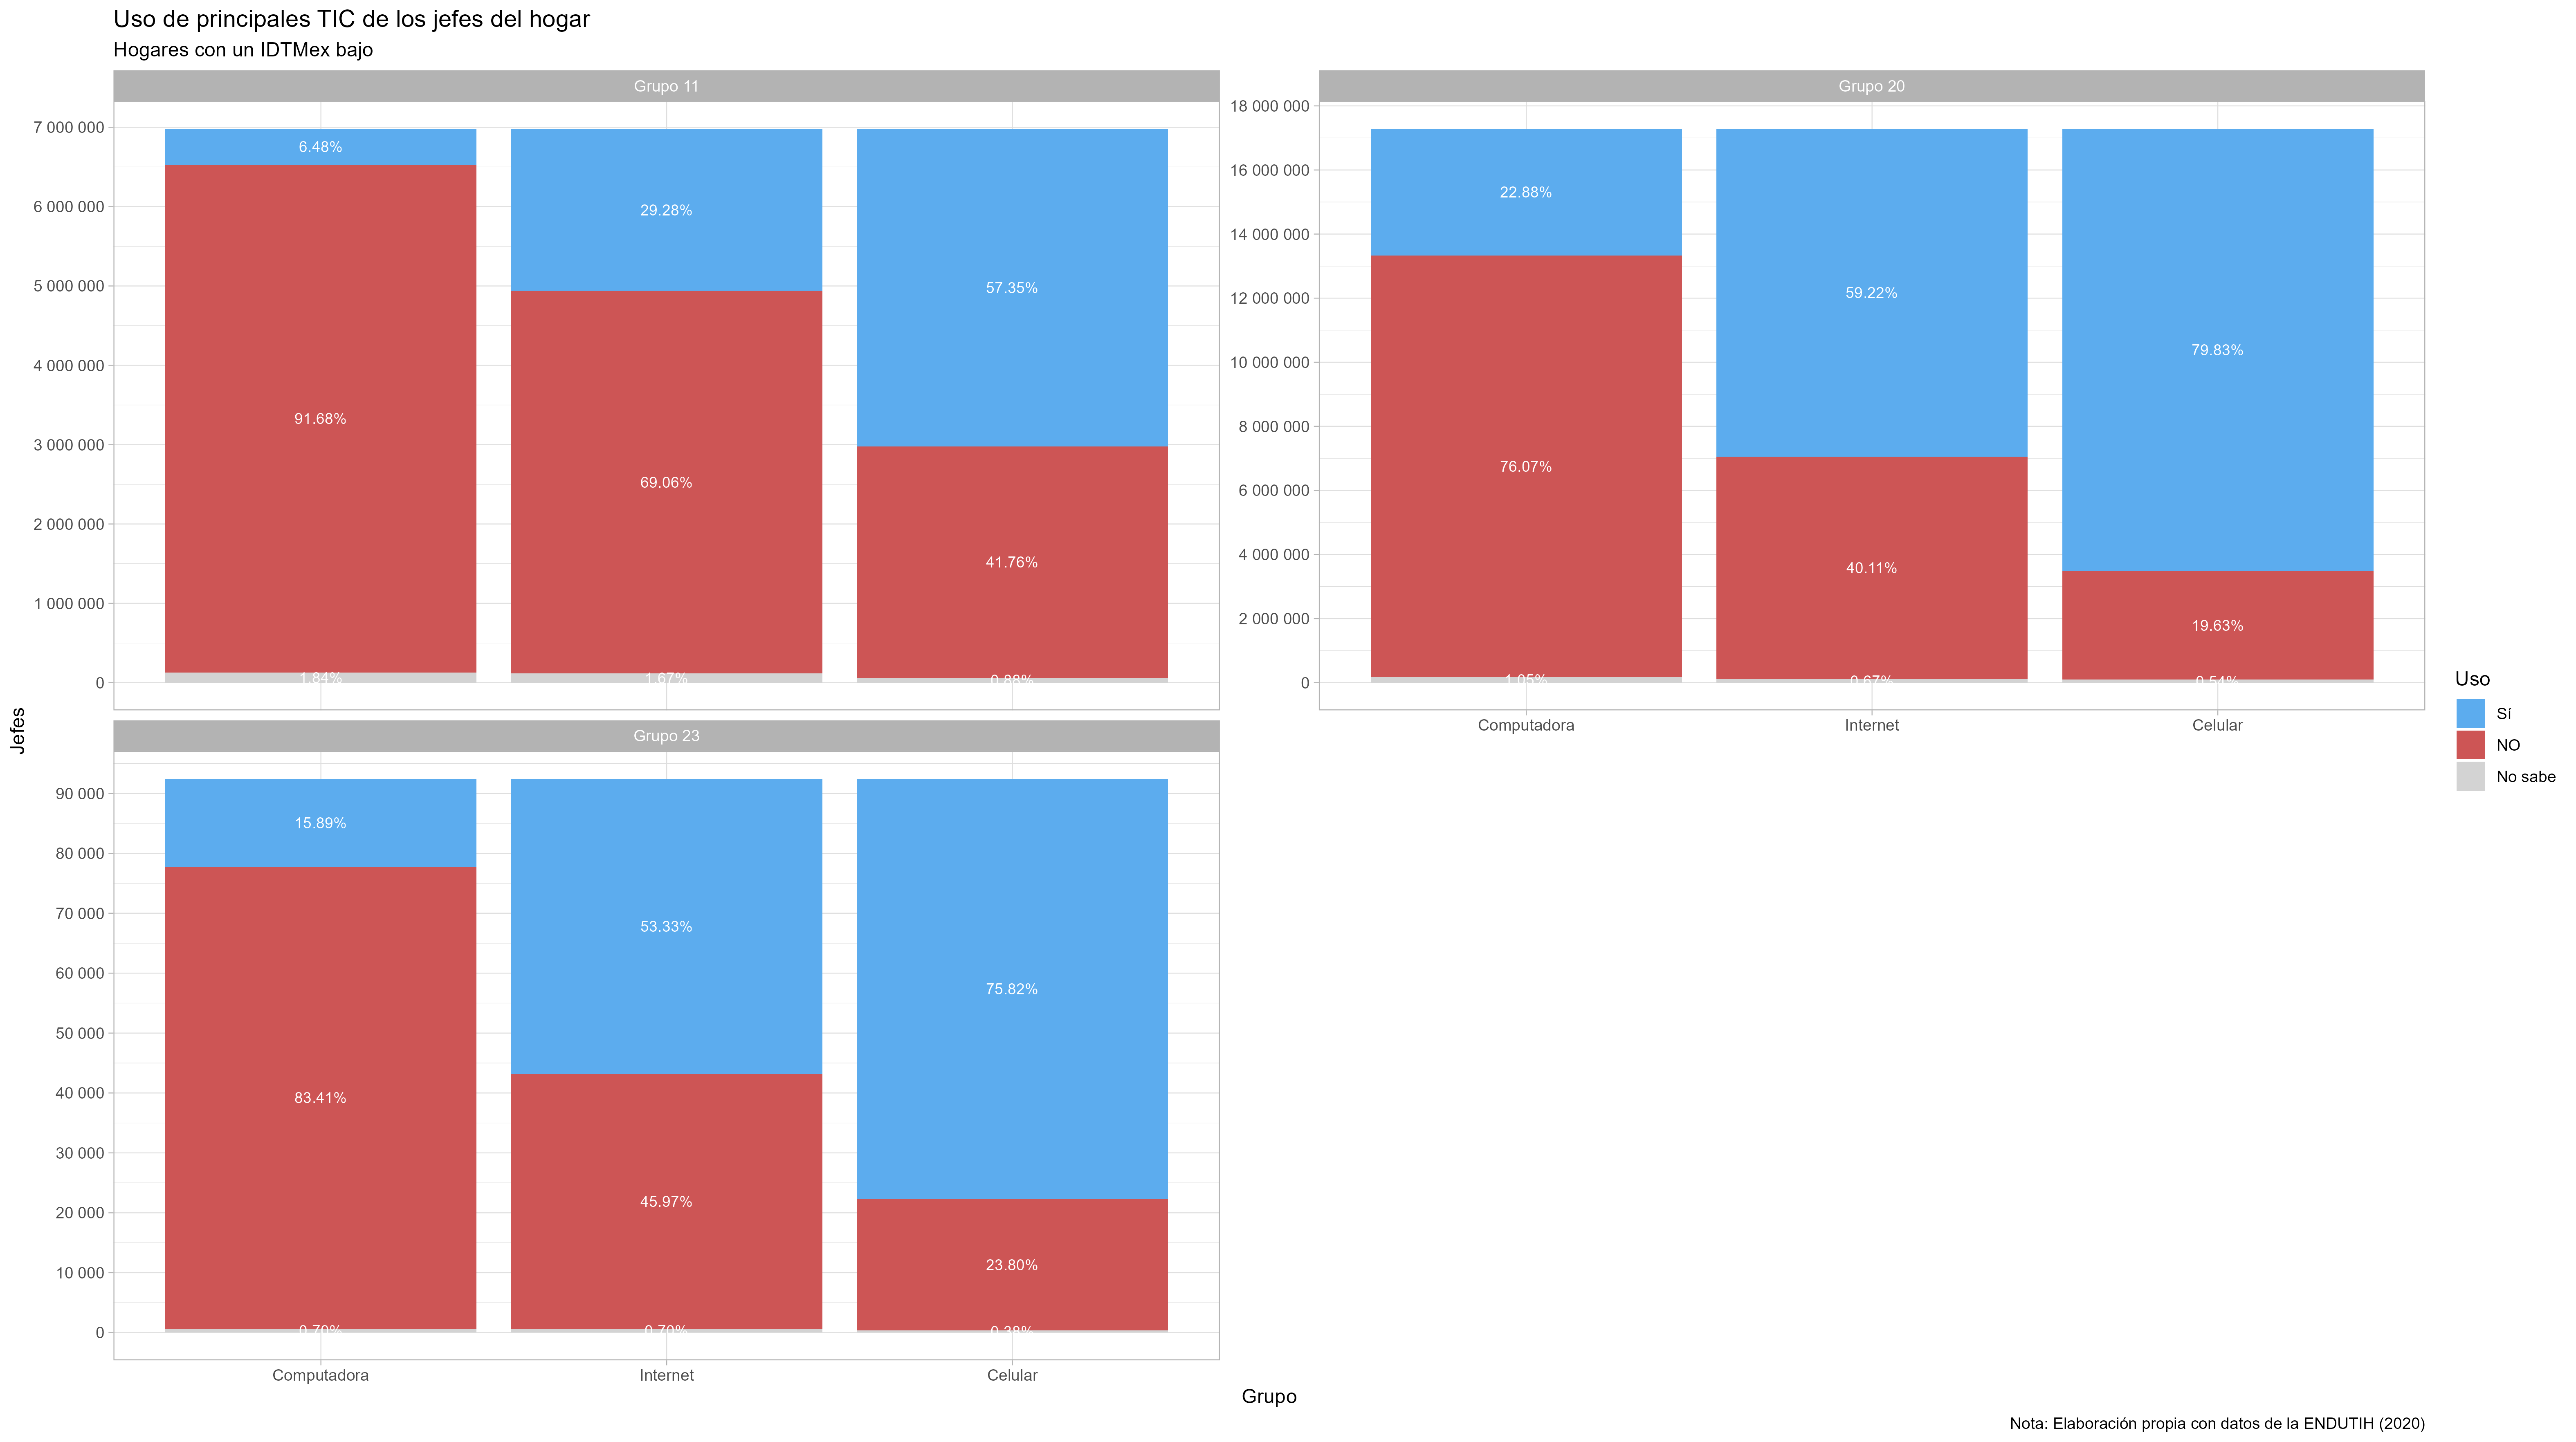 Uso de principales TIC de los jefes del hogar
Hogares con un IDTMex bajo
Grupo 11
7 000 000
6 000 000
5 000 000
4 000 000
3 000 000
2 000 000
1 000 000
0
6.48%
29.28%
57.35%
91.68%
69.06%
41.76%
1.84%
1.67%
0.88%
Grupo 20
18 000 000
16 000 000
14 000 000
12 000 000
10 000 000
8 000 000
6 000 000
4 000 000
2 000 000
0
22.88%
59.22%
79.83%
76.07%
40.11%
19.63%
1.05%
0.67%
0.54%
Computadora
Internet
Celular
Grupo 23
90 000
80 000
70 000
60 000
50 000
40 000
30 000
20 000
10 000
0
15.89%
53.33%
75.82%
83.41%
45.97%
23.80%
0.70%
0.70%
0.38%
Computadora
Internet
Celular
Jefes
Grupo
Uso
Sí
NO
No sabe
Nota: Elaboración propia con datos de la ENDUTIH (2020)